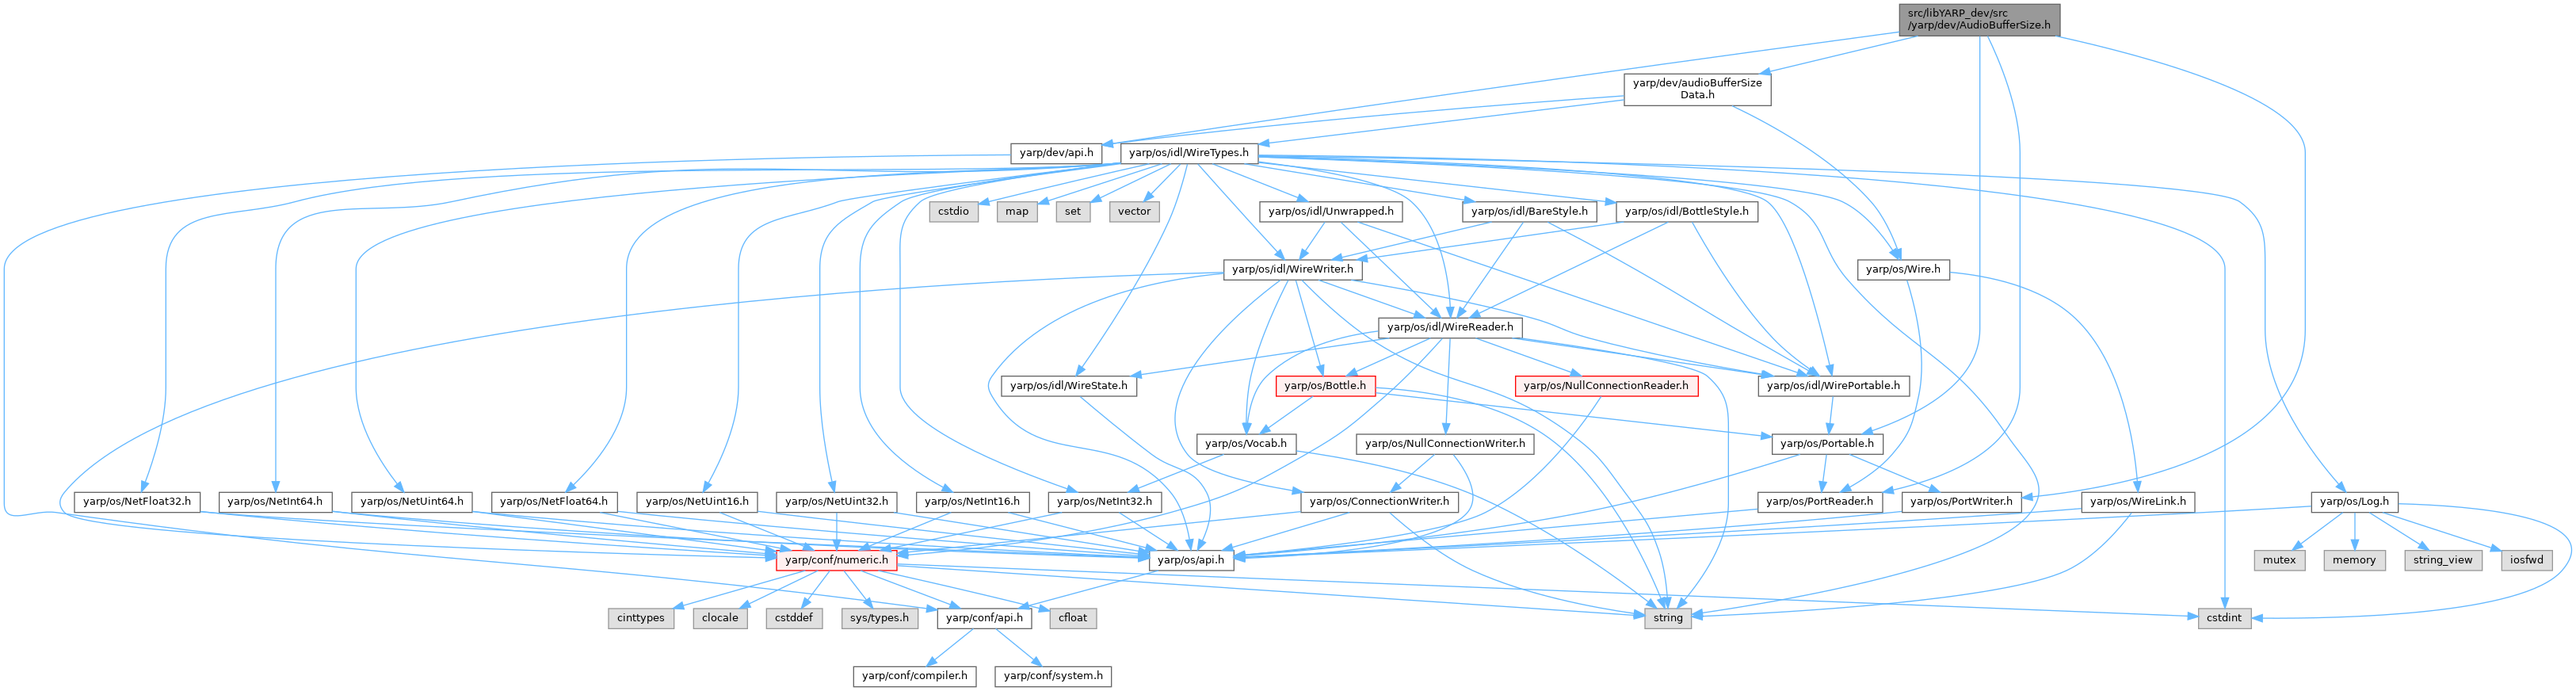 src/libYARP_dev/src
/yarp/dev/AudioBufferSize.h
yarp/dev/audioBufferSize
Data.h
yarp/dev/api.h
yarp/os/idl/WireTypes.h
cstdio
map
set
vector
yarp/os/idl/Unwrapped.h
yarp/os/idl/BareStyle.h
yarp/os/idl/BottleStyle.h
yarp/os/idl/WireWriter.h
yarp/os/Wire.h
yarp/os/idl/WireReader.h
yarp/os/idl/WireState.h
yarp/os/Bottle.h
yarp/os/NullConnectionReader.h
yarp/os/idl/WirePortable.h
yarp/os/Vocab.h
yarp/os/NullConnectionWriter.h
yarp/os/Portable.h
yarp/os/NetFloat32.h
yarp/os/NetInt64.h
yarp/os/NetUint64.h
yarp/os/NetFloat64.h
yarp/os/NetUint16.h
yarp/os/NetUint32.h
yarp/os/NetInt16.h
yarp/os/NetInt32.h
yarp/os/ConnectionWriter.h
yarp/os/PortReader.h
yarp/os/PortWriter.h
yarp/os/WireLink.h
yarp/os/Log.h
yarp/conf/numeric.h
yarp/os/api.h
mutex
memory
string_view
iosfwd
cinttypes
clocale
cstddef
sys/types.h
yarp/conf/api.h
cfloat
string
cstdint
yarp/conf/compiler.h
yarp/conf/system.h